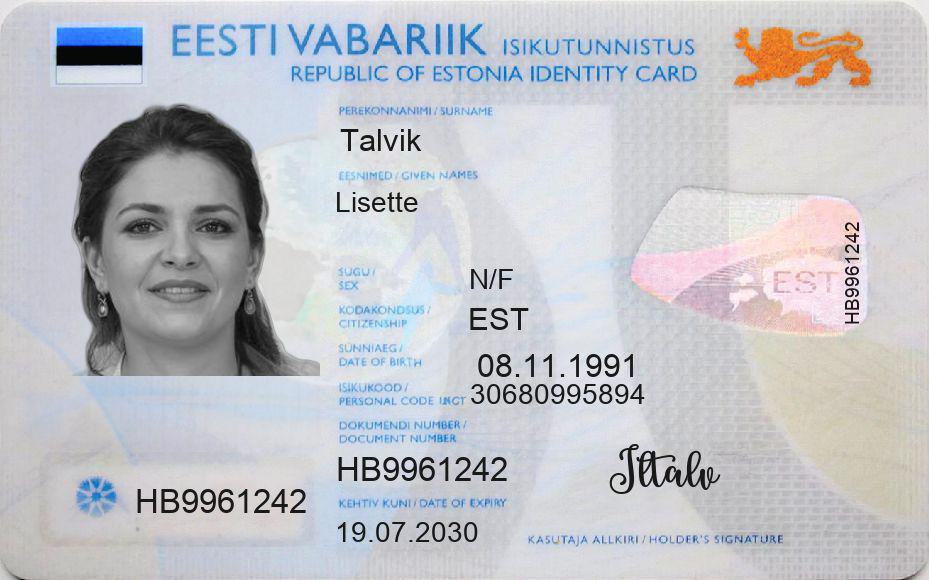 EESTI VABARIIK ISIKUTUNNISTUS
REPUBLIC OF ESTONIA IDENTITY CARD
PEREKONNANIMI / SURNAME
Talvik
EESNIMED / GIVEN NAMES
Lisette
SUGU /
SEX
N/F
KODAKONDSUS /
CITIZENSHIP
EST
SÜNNIAEG /
DATE OF BIRTH
08.11.1991
ISIKUKOOD /
PERSONAL CODE
30680995894
DOKUMENDI NUMBER /
DOCUMENT NUMBER
HB9961242
KEHTIV KUNI / DATE OF EXPIRY
19.07.2030
HB9961242
EST
HB9961242
KASUTAJA ALLKIRI / HOLDER'S SIGNATURE